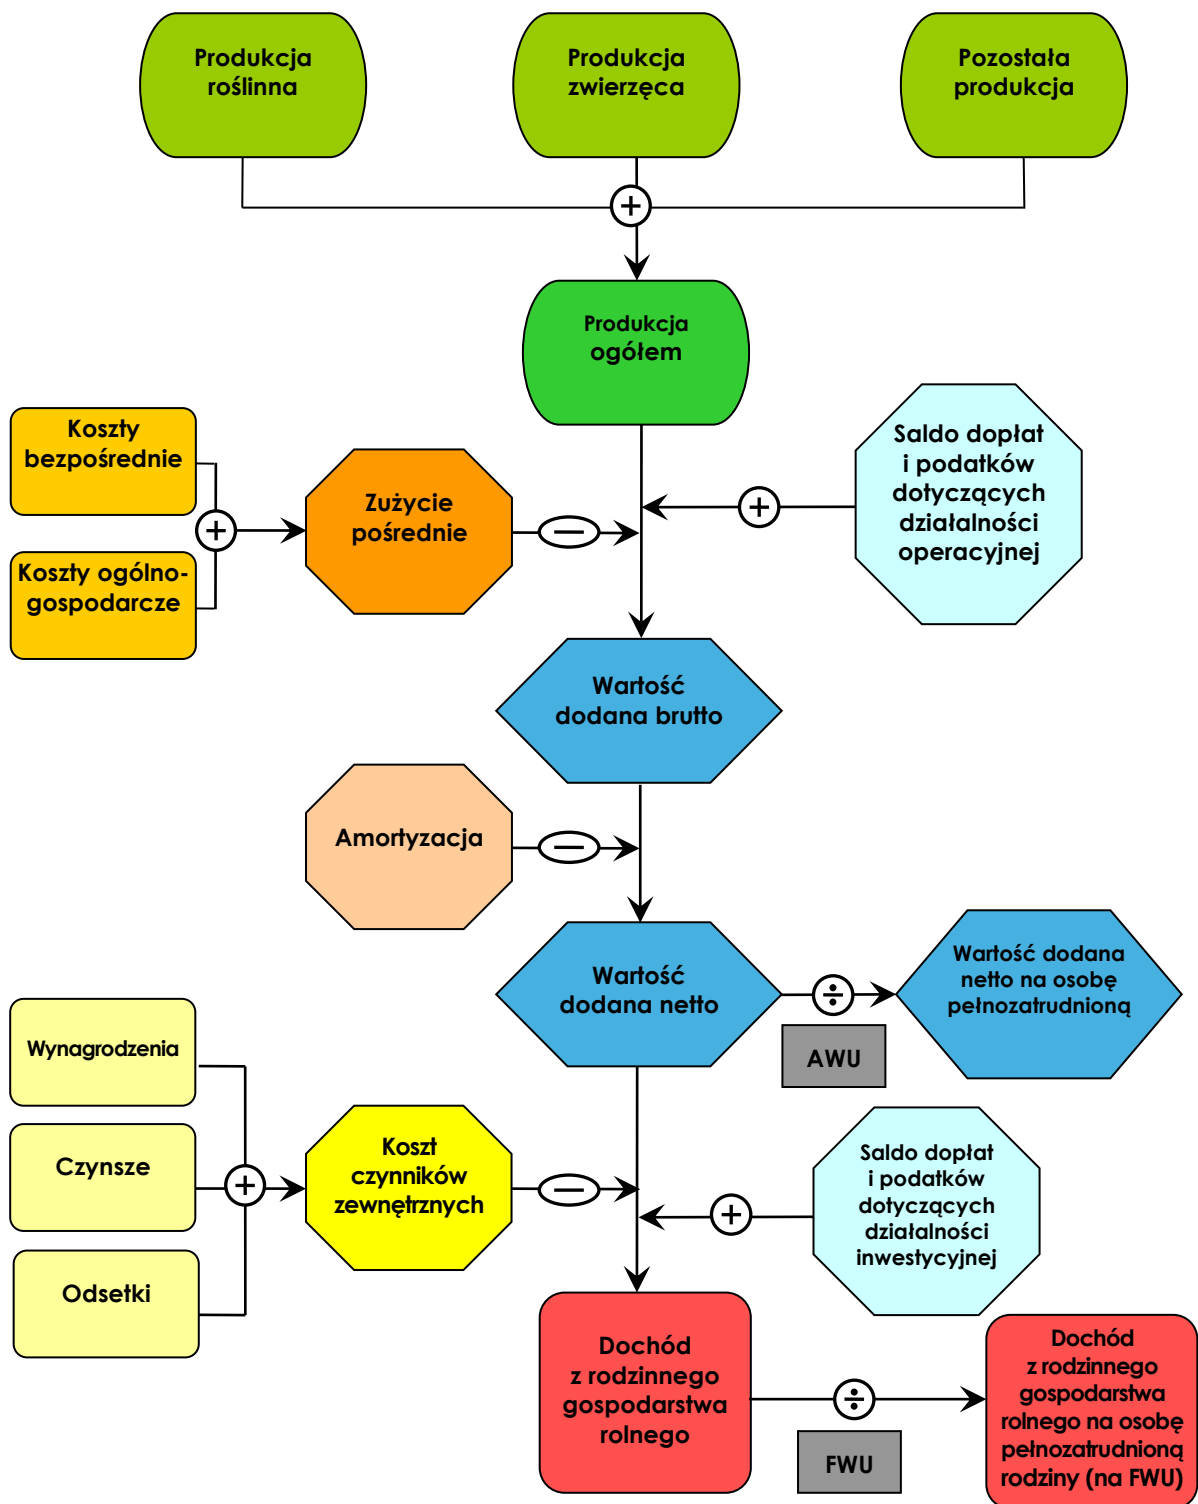 Produkcja
roślinna
Produkcja
zwierzęca
Pozostała
produkcja
+
Produkcja
ogółem
Koszty
bezpośrednie
Koszty ogólno-
gospodarcze
+
Zużycie
pośrednie
—
Saldo dopłat
i podatków
dotyczących
działalności
operacyjnej
+
Wartość
dodana brutto
Amortyzacja
—
Wartość
dodana netto
÷
AWU
Wartość dodana
netto na osobę
pełnozatrudnioną
Wynagrodzenia
Czynsze
Odsetki
+
Koszt
czynników
zewnętrznych
—
Saldo dopłat
i podatków
dotyczących
działalności
inwestycyjnej
+
Dochód
z rodzinnego
gospodarstwa
rolnego
÷
FWU
Dochód
z rodzinnego
gospodarstwa
rolnego na osobę
pełnozatrudnioną
rodziny (na FWU)